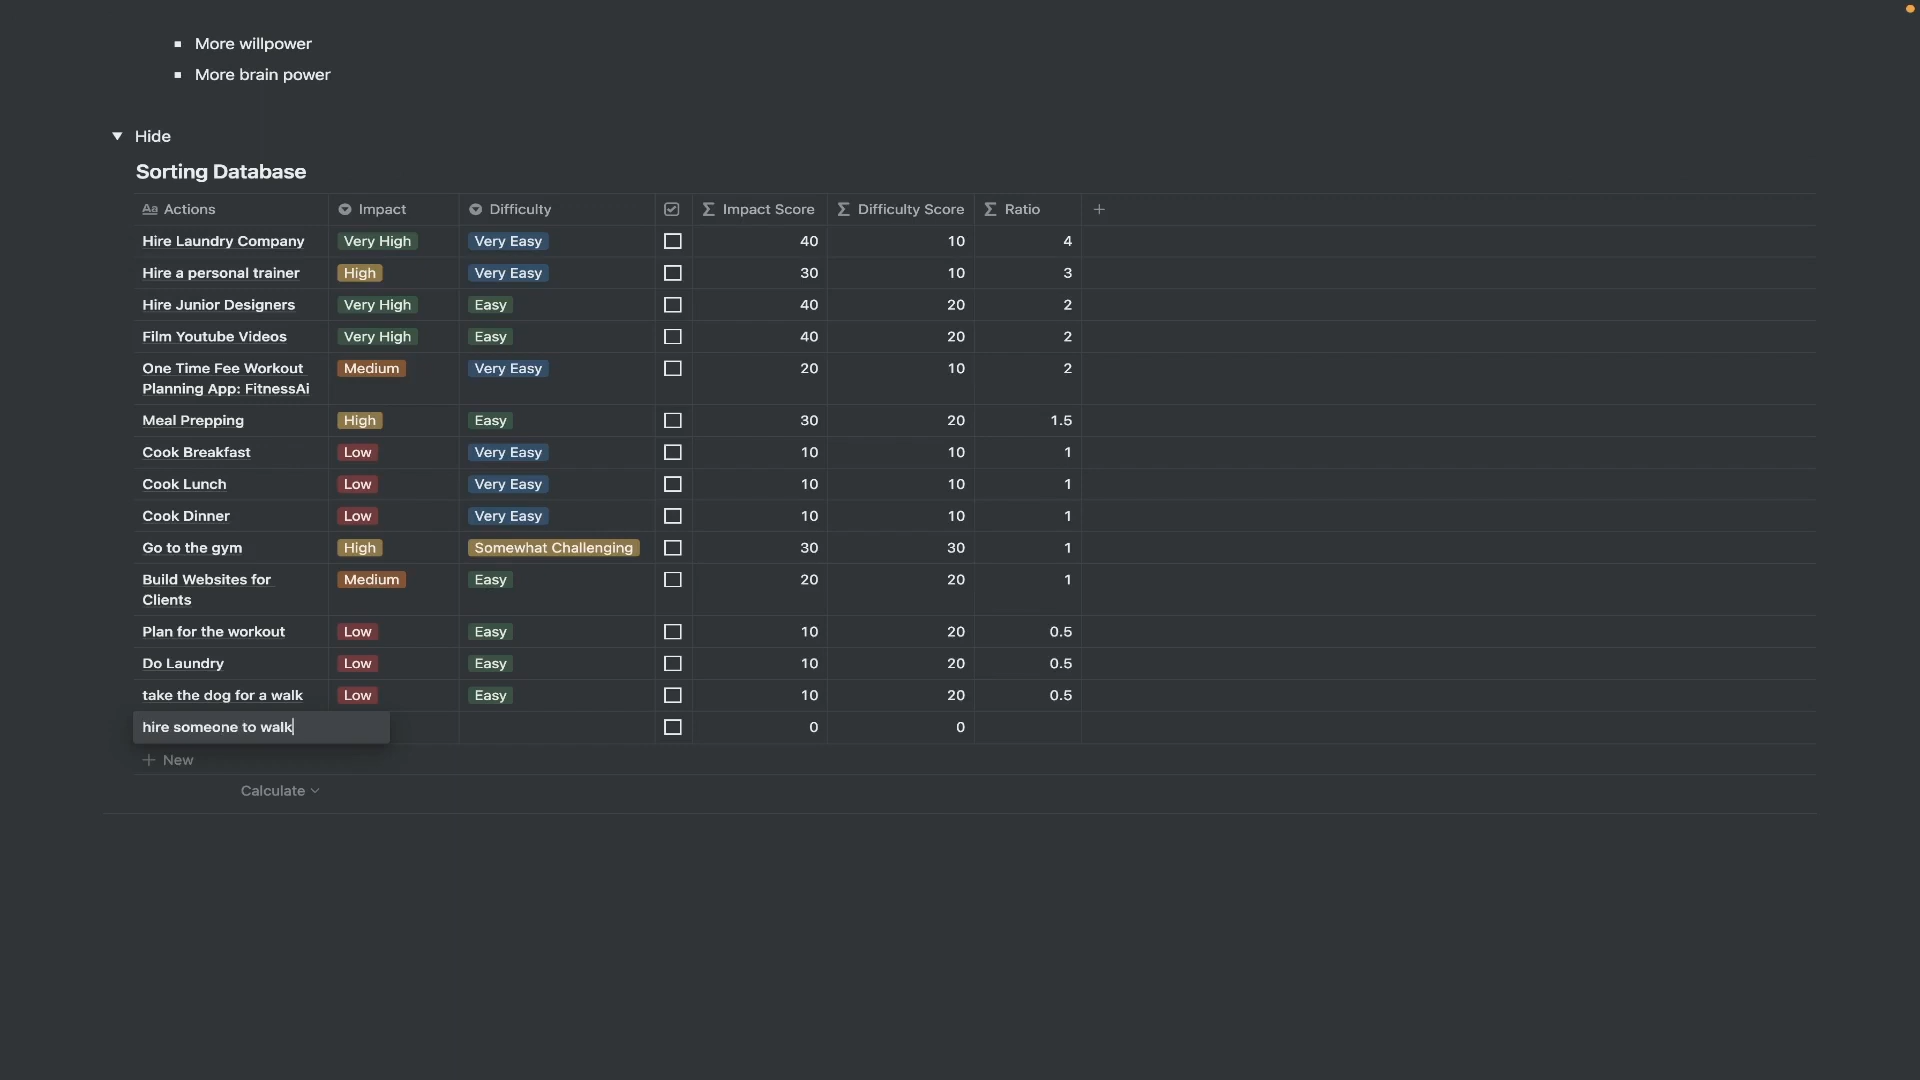 More willpower
More brain power
Hide
Sorting Database
Aa Actions Impact Difficulty Σ Impact Score Σ Difficulty Score Σ Ratio +
Hire Laundry Company Very High Very Easy 40 10 4
Hire a personal trainer High Very Easy 30 10 3
Hire Junior Designers Very High Easy 40 20 2
Film Youtube Videos Very High Easy 40 20 2
One Time Fee Workout Medium Very Easy 20 10 2
Planning App: FitnessAi
Meal Prepping High Easy 30 20 1.5
Cook Breakfast Low Very Easy 10 10 1
Cook Lunch Low Very Easy 10 10 1
Cook Dinner Low Very Easy 10 10 1
Go to the gym High Somewhat Challenging 30 30 1
Build Websites for Medium Easy 20 20 1
Clients
Plan for the workout Low Easy 10 20 0.5
Do Laundry Low Easy 10 20 0.5
take the dog for a walk Low Easy 10 20 0.5
hire someone to walk 0 0
+ New
Calculate